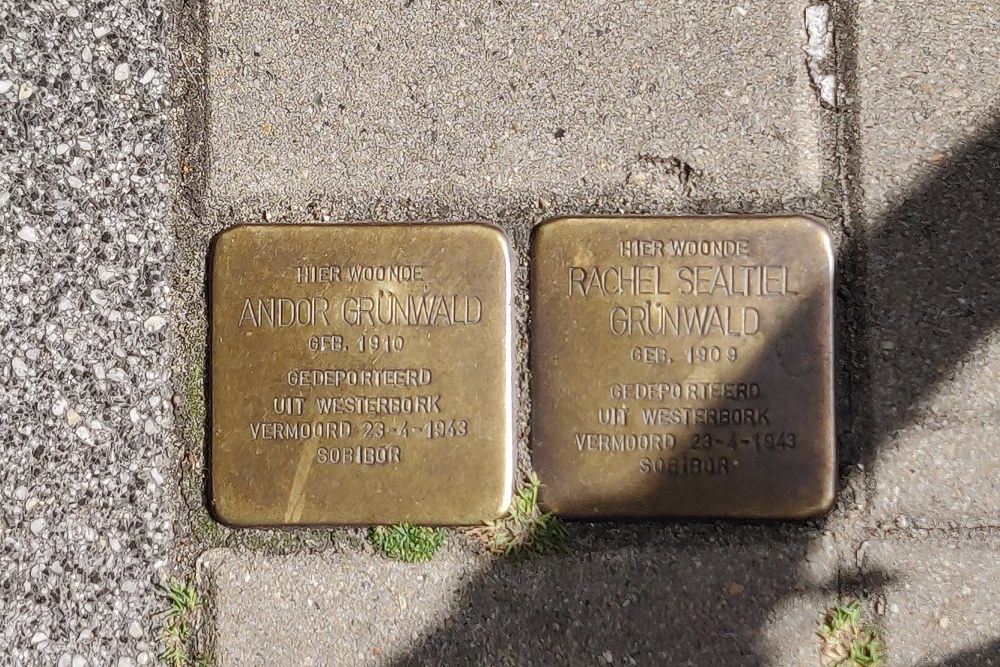 HIER WOONDE
ANDOR GRÜNWALD
GEB. 1910
GEDEPORTEERD
UIT WESTERBORK
VERMOORD 23-4-1943
SOBIBOR
HIER WOONDE
RACHEL SEALTIEL
GRÜNWALD
GEB. 1909
GEDEPORTEERD
UIT WESTERBORK
VERMOORD 23-4-1943
SOBIBOR